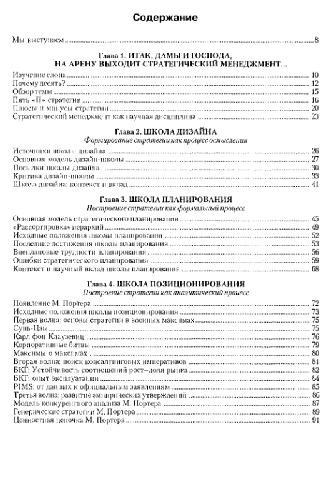 Содержание
Мы выступаем 8
Глава 1. ИТАК, ДАМЫ И ГОСПОДА,
НА АРЕНУ ВЫХОДИТ СТРАТЕГИЧЕСКИЙ МЕНЕДЖМЕНТ...
Изучение слона 10
Почему десять? 12
Обзор темы 15
Пять «П» стратегии 16
Плюсы и минусы стратегии 20
Стратегический менеджмент как научная дисциплина 23
Глава 2. ШКОЛА ДИЗАЙНА
Формирование стратегии как процесс осмысления
Источники школы дизайна 26
Основная модель дизайн-школы 27
Посылки школы дизайна 30
Критика дизайн-школы 33
Школа дизайна: контекст и вклад 41
Глава 3. ШКОЛА ПЛАНИРОВАНИЯ
Построение стратегии как формальный процесс
Основная модель стратегического планирования 45
иерархий 49
Исходные положения школы планирования 52
Последние достижения школы планирования 53
Внеплановые трудности планирования 56
Ошибки стратегического планирования 60
Контекст и научный вклад школы планирования 68
Глава 4. ШКОЛА ПОЗИЦИОНИРОВАНИЯ
Построение стратегии как аналитический процесс
Появление М. Портера 72
Исходные положения школы позиционирования 73
Первая волна: основы стратегии в военных максимах 75
Сунь-Цзы 75
Карл фон Клаузевиц 76
Корпоративные битвы 79
Максимы о максимах 80
Вторая волна: поиск консалтинговых императивов 81
БКГ: Устойчивость соотношений рост–доля рынка 82
БКГ: опыт эксплуатации 84
PIMS: от данных к официальным заявлениям 85
Третья волна: развитие эмпирических утверждений 86
Модель конкурентного анализа М. Портера 87
Генерические стратегии М. Портера 89
Ценностная цепочка М. Портера 91